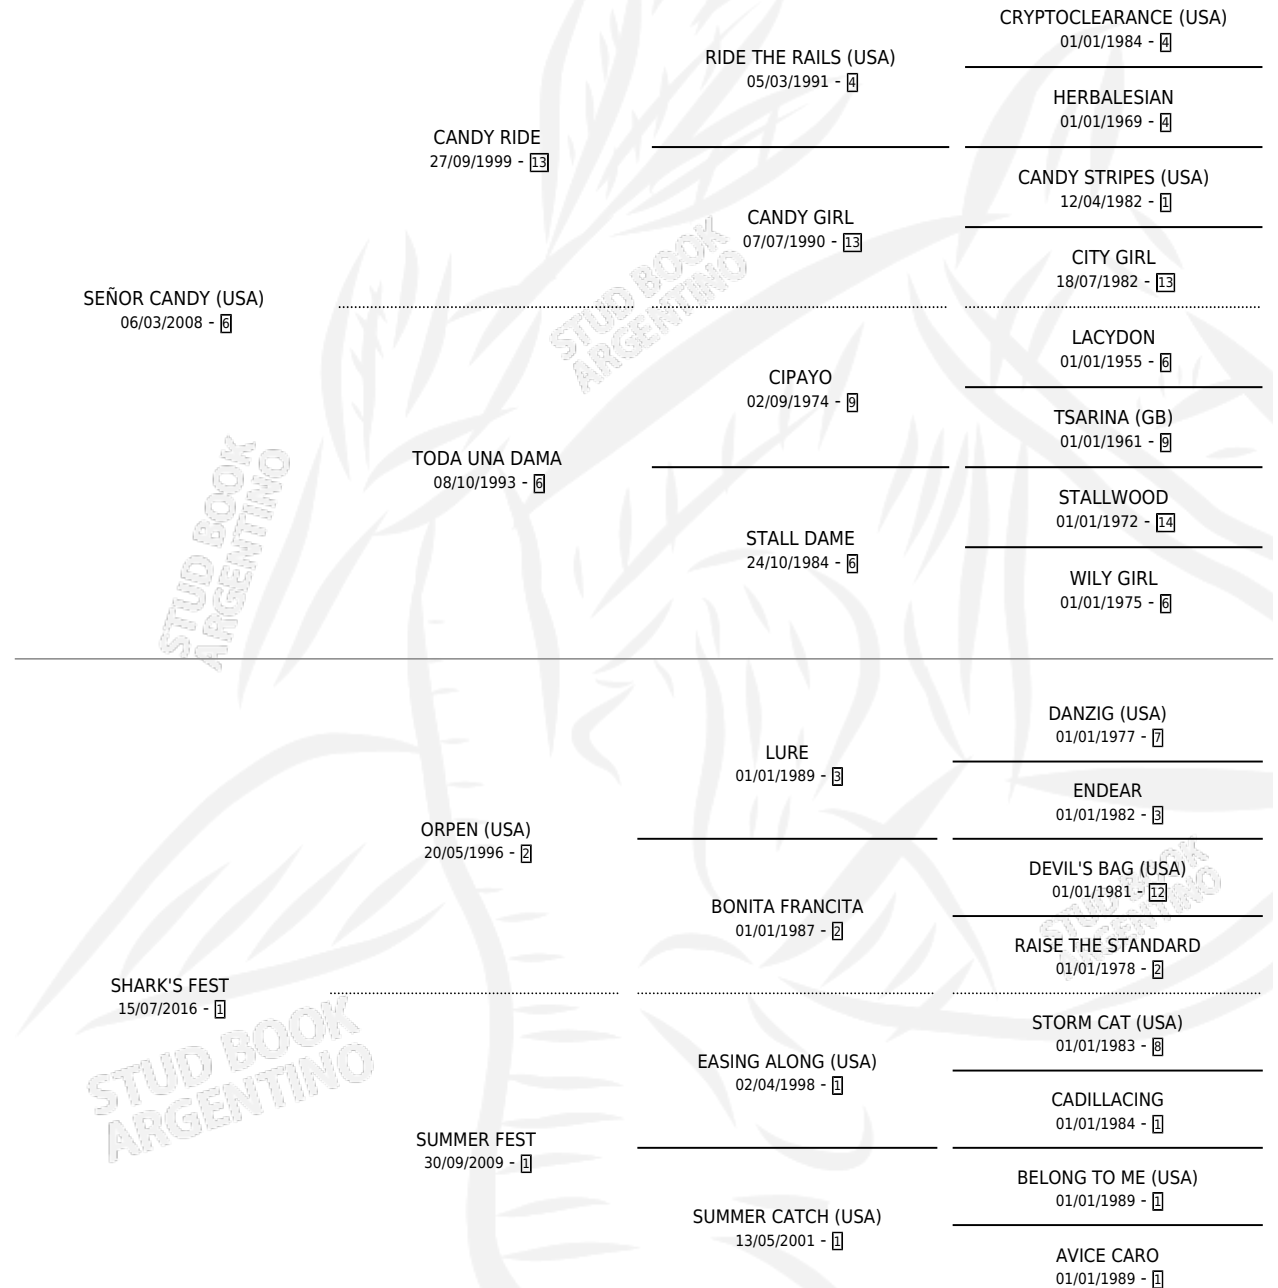 CRYPTOCLEARANCE (USA)
01/01/1984 - 4
RIDE THE RAILS (USA)
05/03/1991 - 4
HERBALESIAN
01/01/1969 - 4
CANDY RIDE
27/09/1999 - 13
CANDY STRIPES (USA)
12/04/1982 - 1
CANDY GIRL
07/07/1990 - 13
CITY GIRL
18/07/1982 - 13
SEÑOR CANDY (USA)
06/03/2008 - 6
LACYDON
01/01/1955 - 6
CIPAYO
02/09/1974 - 9
TSARINA (GB)
01/01/1961 - 9
TODA UNA DAMA
08/10/1993 - 6
STALLWOOD
01/01/1972 - 14
STALL DAME
24/10/1984 - 6
WILY GIRL
01/01/1975 - 6
DANZIG (USA)
01/01/1977 - 7
LURE
01/01/1989 - 3
ENDEAR
01/01/1982 - 3
ORPEN (USA)
20/05/1996 - 2
DEVIL'S BAG (USA)
01/01/1981 - 12
BONITA FRANCITA
01/01/1987 - 2
RAISE THE STANDARD
01/01/1978 - 2
SHARK'S FEST
15/07/2016 - 1
STORM CAT (USA)
01/01/1983 - 8
EASING ALONG (USA)
02/04/1998 - 1
CADILLACING
01/01/1984 - 1
SUMMER FEST
30/09/2009 - 1
BELONG TO ME (USA)
01/01/1989 - 1
SUMMER CATCH (USA)
13/05/2001 - 1
AVICE CARO
01/01/1989 - 1
STUD BOOK
ARGENTINO
STUD BOOK
ARGENTINO
STUD BOOK
ARGENTINO
STUD BOOK
ARGENTINO